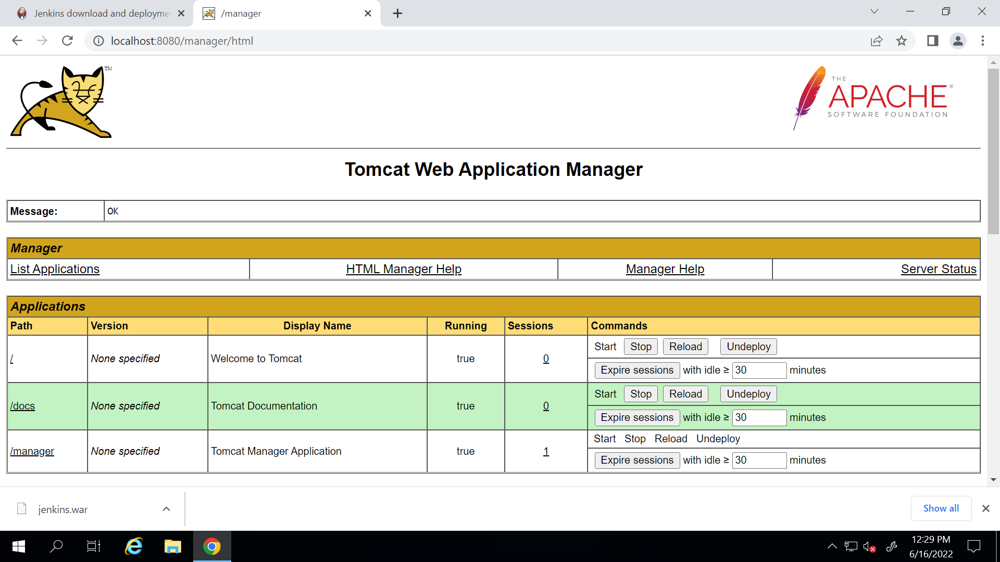 Jenkins download and deployme
/manager
localhost:8080/manager/html
TM
THE
APACHE®
SOFTWARE FOUNDATION
Tomcat Web Application Manager
Message: OK
Manager
List Applications HTML Manager Help Manager Help Server Status
Applications
Path Version Display Name Running Sessions Commands
/ None specified Welcome to Tomcat true 0 Start Stop Reload Undeploy
Expire sessions with idle ≥ 30 minutes
/docs None specified Tomcat Documentation true 0 Start Stop Reload Undeploy
Expire sessions with idle ≥ 30 minutes
/manager None specified Tomcat Manager Application true 1 Start Stop Reload Undeploy
Expire sessions with idle ≥ 30 minutes
jenkins.war Show all
12:29 PM
6/16/2022